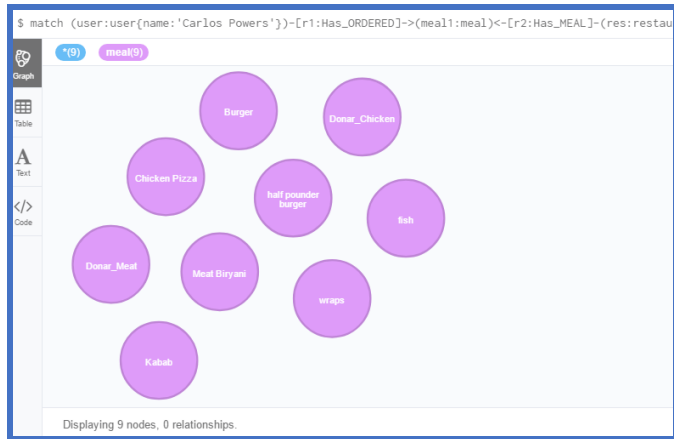 $ match (user:user{name:'Carlos Powers'})-[r1:Has_ORDERED]->(meal1:meal)<-[r2:Has_MEAL]-(res:restau
*(9) meal(9)
Graph
Table
Text
Code
Burger
Donar_Chicken
Chicken Pizza
half pounder
burger
fish
Donar_Meat
Meat Biryani
wraps
Kabab
Displaying 9 nodes, 0 relationships.